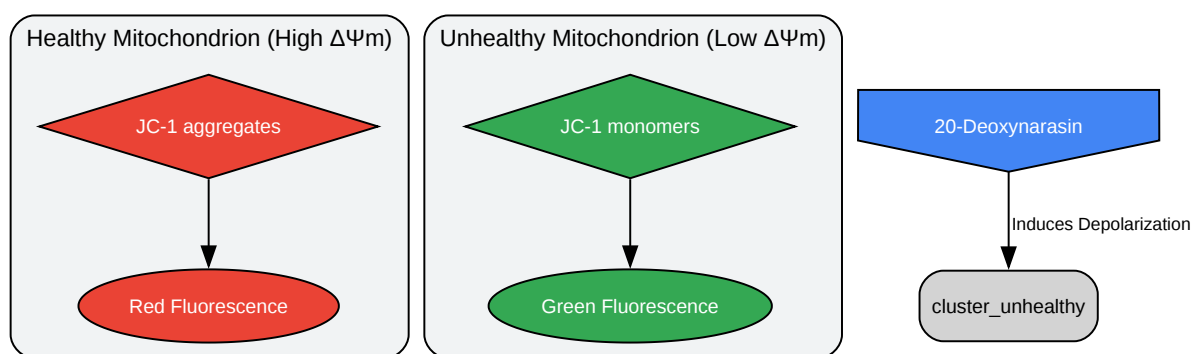 Healthy Mitochondrion (High ΔΨm)
JC-1 aggregates
Red Fluorescence
Unhealthy Mitochondrion (Low ΔΨm)
JC-1 monomers
Green Fluorescence
20-Deoxynarasin
Induces Depolarization
cluster_unhealthy